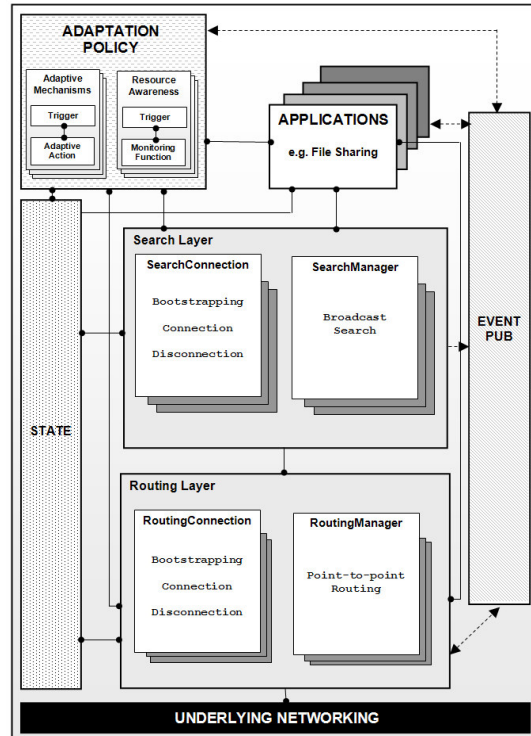 ADAPTATION
POLICY
Adaptive
Mechanisms
Trigger
Adaptive
Action
Resource
Awareness
Trigger
Monitoring
Function
APPLICATIONS
e.g. File Sharing
Search Layer
SearchConnection
Bootstrapping
Connection
Disconnection
SearchManager
Broadcast
Search
EVENT
PUB
STATE
Routing Layer
RoutingConnection
Bootstrapping
Connection
Disconnection
RoutingManager
Point-to-point
Routing
UNDERLYING NETWORKING